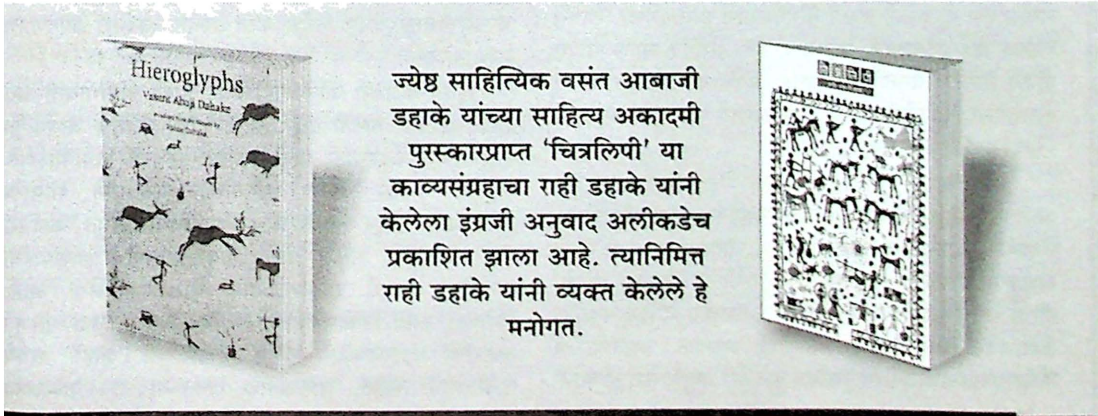 Hieroglyphs
Vasant Abaji Dahake
ज्येष्ठ साहित्यिक वसंत आबाजी
डहाके यांच्या साहित्य अकादमी
पुरस्कारप्राप्त 'चित्रलिपी' या
काव्यसंग्रहाचा राही डहाके यांनी
केलेला इंग्रजी अनुवाद अलीकडेच
प्रकाशित झाला आहे. त्यानिमित्त
राही डहाके यांनी व्यक्त केलेले हे
मनोगत.